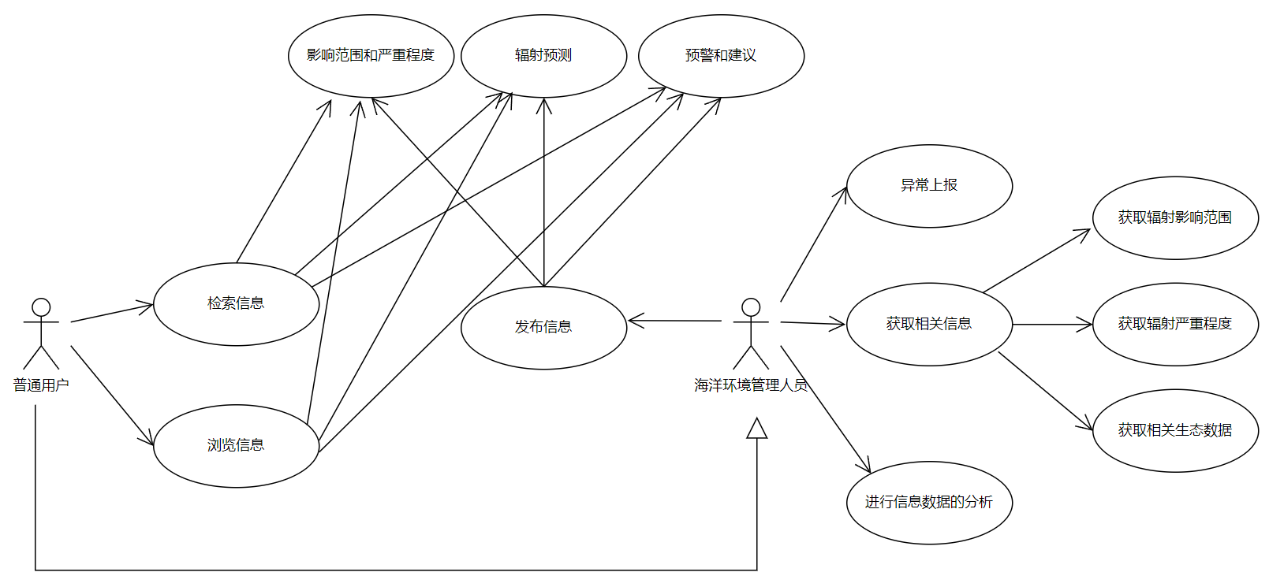 影响范围和严重程度
辐射预测
预警和建议
异常上报
获取辐射影响范围
检索信息
发布信息
获取相关信息
获取辐射严重程度
普通用户
海洋环境管理人员
浏览信息
获取相关生态数据
进行信息数据的分析